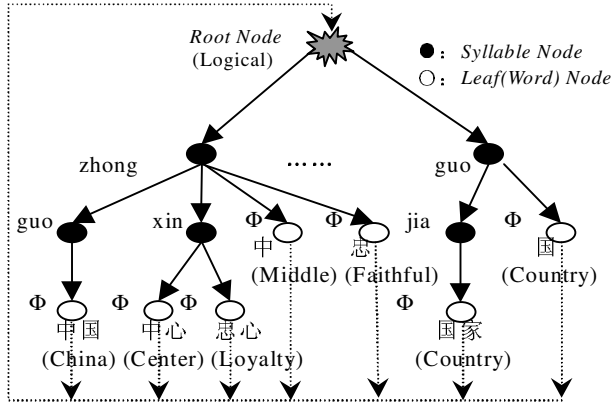 Root Node
(Logical)
● : Syllable Node
○ : Leaf(Word) Node
zhong
……
guo
guo
xin
Φ
Φ
jia
Φ
中
忠
国
(Middle)
(Faithful)
(Country)
Φ
Φ
Φ
Φ
中国
中心
忠心
国家
(China)
(Center)
(Loyalty)
(Country)